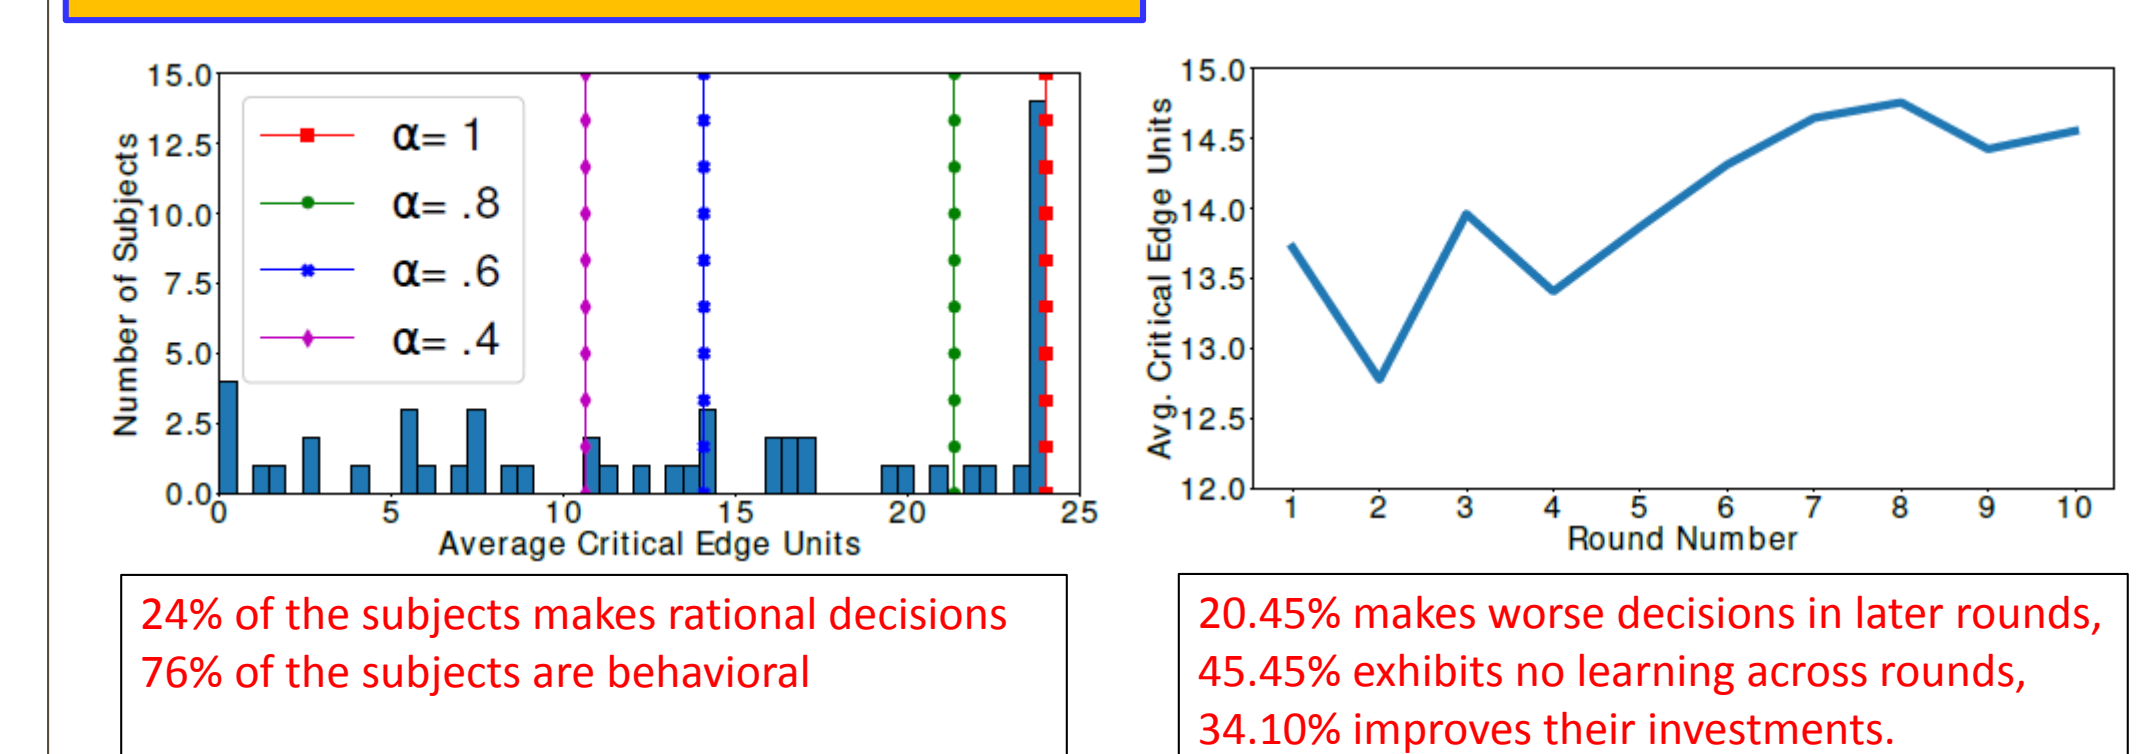 15.0
12.5
10.0
7.5
5.0
2.5
0.0
Number of Subjects
α= 1
α= .8
α= .6
α= .4
0 5 10 15 20 25
Average Critical Edge Units
24% of the subjects makes rational decisions
76% of the subjects are behavioral
15.0
14.5
14.0
13.5
13.0
12.5
12.0
Avg. Critical Edge Units
1 2 3 4 5 6 7 8 9 10
Round Number
20.45% makes worse decisions in later rounds,
45.45% exhibits no learning across rounds,
34.10% improves their investments.